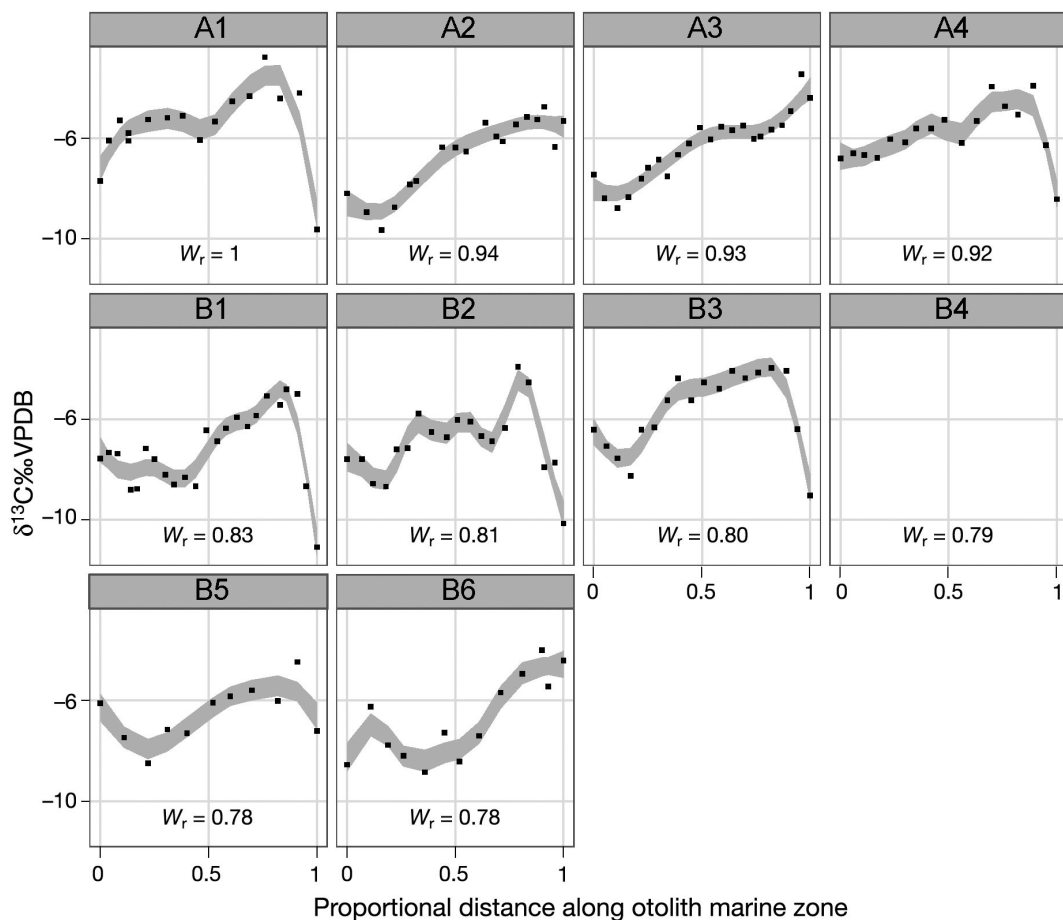 A1 A2 A3 A4
−6
−10
Wr = 1 Wr = 0.94 Wr = 0.93 Wr = 0.92
B1 B2 B3 B4
−6
−10
Wr = 0.83 Wr = 0.81 Wr = 0.80 Wr = 0.79
0 0.5 1 0 0.5 1
B5 B6
−6
−10
Wr = 0.78 Wr = 0.78
0 0.5 1 0 0.5 1
δ¹³C‰VPDB
Proportional distance along otolith marine zone